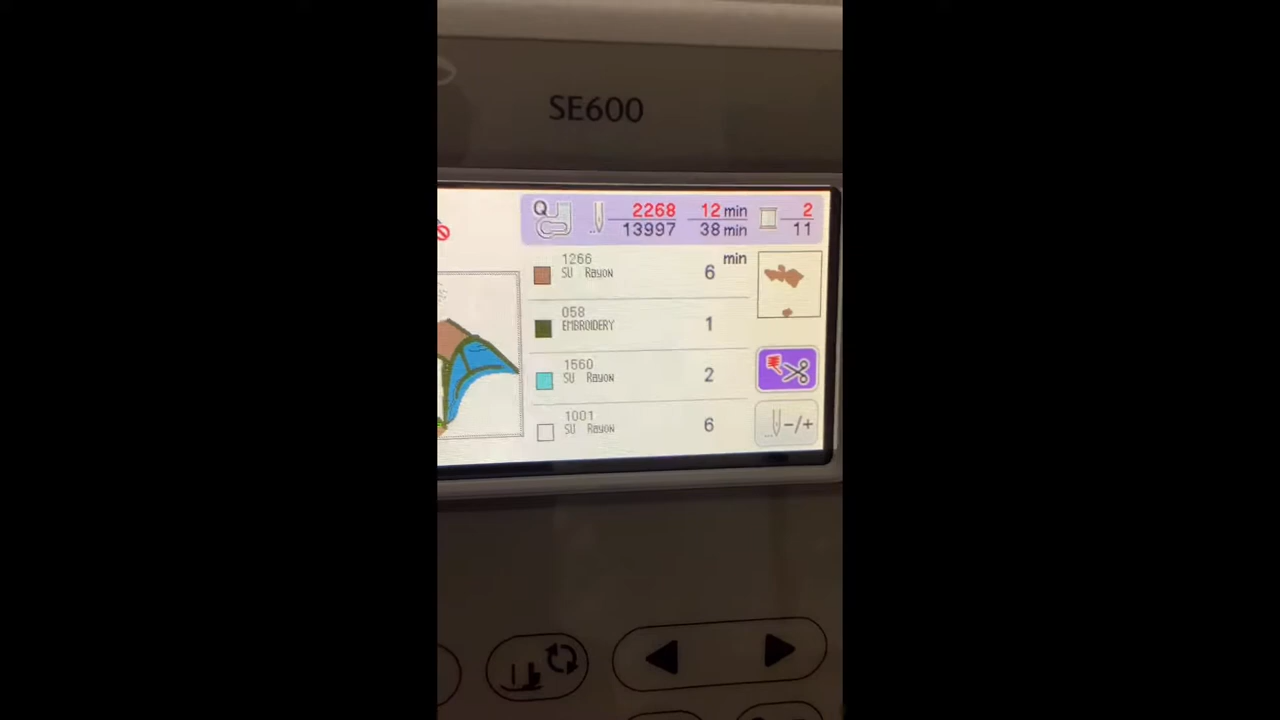 SE600
Q 2268 12 min 2
13997 38 min 11
min
1266
SU Rayon 6
058
EMBROIDERY 1
1560
SU Rayon 2
1001
SU Rayon 6
-/+